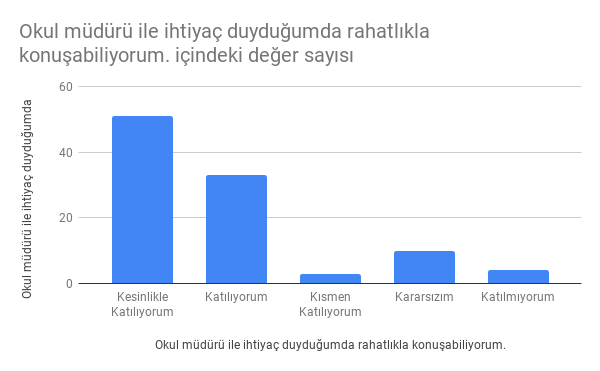 Okul müdürü ile ihtiyaç duyduğumda rahatlıkla
konuşabiliyorum. içindeki değer sayısı
Okul müdürü ile ihtiyaç duyduğumda
60
40
20
0
Kesinlikle
Katılıyorum
Katılıyorum
Kısmen
Katılıyorum
Kararsızım
Katılmıyorum
Okul müdürü ile ihtiyaç duyduğumda rahatlıkla konuşabiliyorum.